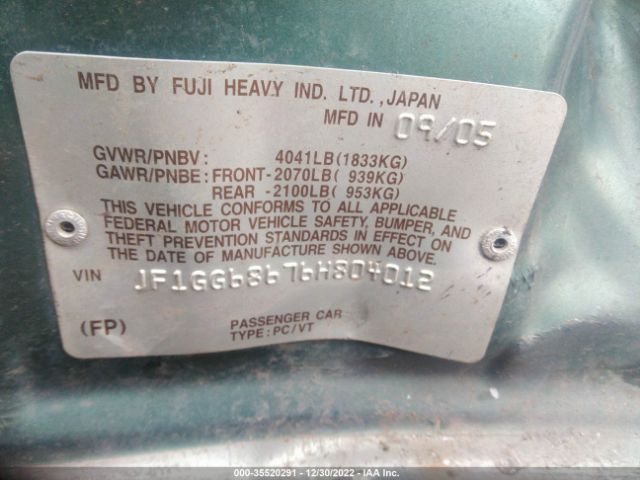 MFD BY FUJI HEAVY IND. LTD.,JAPAN
MFD IN 09/05
GVWR/PNBV: 4041LB(1833KG)
GAWR/PNBE: FRONT-2070LB( 939KG)
REAR -2100LB( 953KG)
THIS VEHICLE CONFORMS TO ALL APPLICABLE
FEDERAL MOTOR VEHICLE SAFETY, BUMPER, AND
THEFT PREVENTION STANDARDS IN EFFECT ON
THE DATE OF MANUFACTURE SHOWN ABOVE.
VIN JF1GG68676H804012
(FP) PASSENGER CAR
TYPE: PC/VT
000-35520291 - 12/30/2022 - IAA Inc.